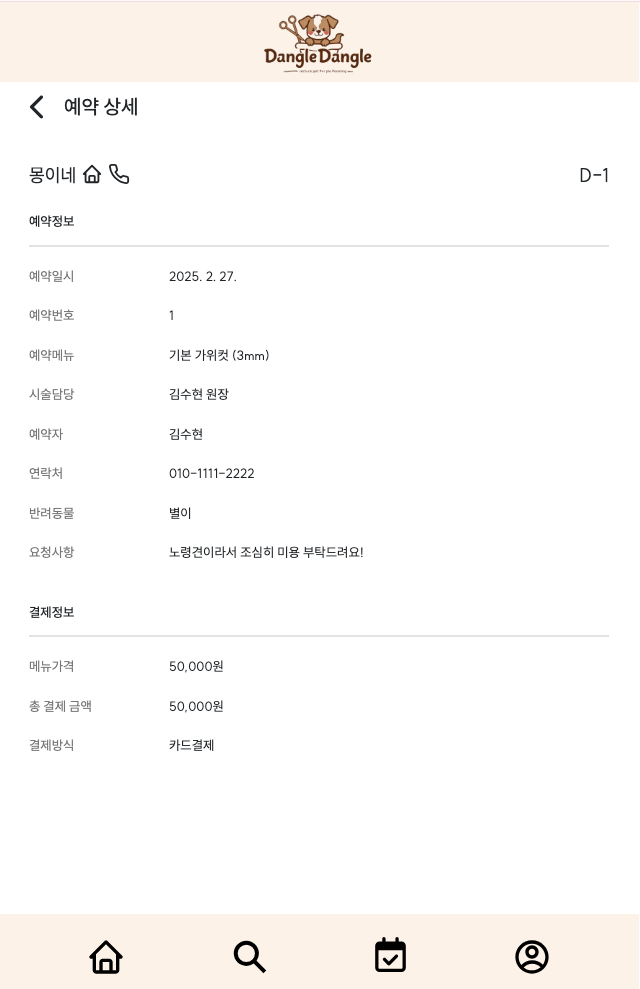 Dangle Dangle
예약 상세
몽이네 D-1
예약정보
예약일시 2025. 2. 27.
예약번호 1
예약메뉴 기본 가위컷 (3mm)
시술담당 김수현 원장
예약자 김수현
연락처 010-1111-2222
반려동물 별이
요청사항 노령견이라서 조심히 미용 부탁드려요!
결제정보
메뉴가격 50,000원
총 결제 금액 50,000원
결제방식 카드결제